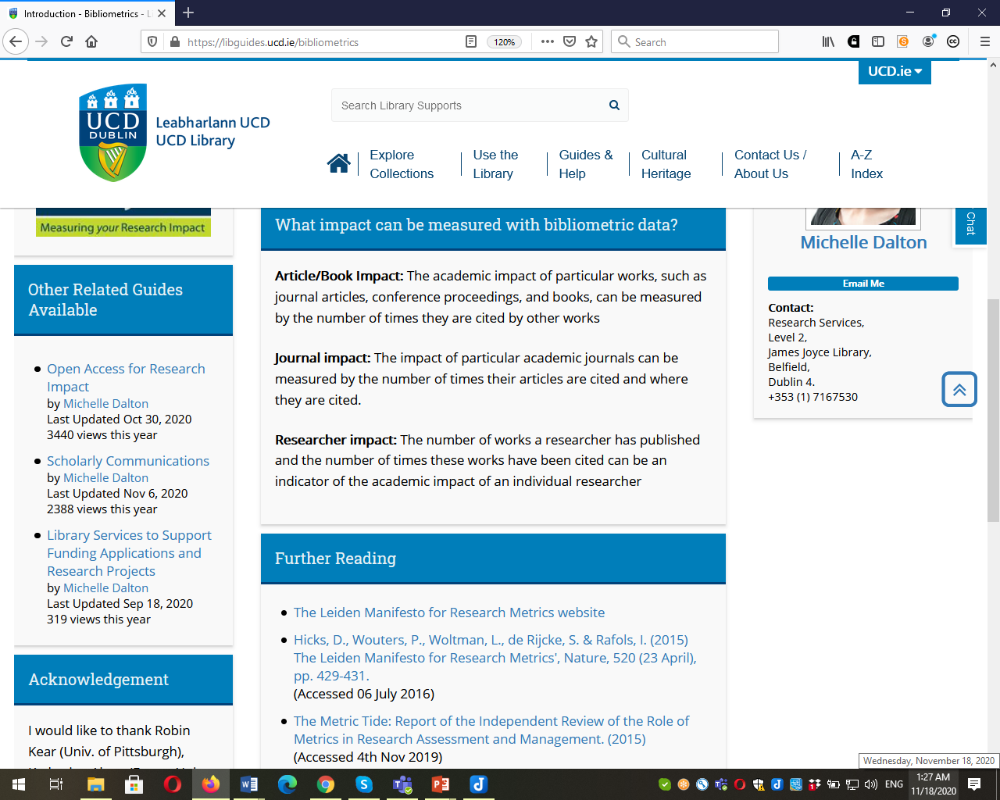 Introduction - Bibliometrics - L
https://libguides.ucd.ie/bibliometrics
120%
Search
UCD.ie
UCD
DUBLIN
Leabharlann UCD
UCD Library
Search Library Supports
Explore
Collections
Use the
Library
Guides &
Help
Cultural
Heritage
Contact Us /
About Us
A-Z
Index
Measuring your Research Impact
Other Related Guides
Available
Open Access for Research
Impact
by Michelle Dalton
Last Updated Oct 30, 2020
3440 views this year
Scholarly Communications
by Michelle Dalton
Last Updated Nov 6, 2020
2388 views this year
Library Services to Support
Funding Applications and
Research Projects
by Michelle Dalton
Last Updated Sep 18, 2020
319 views this year
Acknowledgement
I would like to thank Robin
Kear (Univ. of Pittsburgh),
What impact can be measured with bibliometric data?
Article/Book Impact: The academic impact of particular works, such as
journal articles, conference proceedings, and books, can be measured
by the number of times they are cited by other works
Journal impact: The impact of particular academic journals can be
measured by the number of times their articles are cited and where
they are cited.
Researcher impact: The number of works a researcher has published
and the number of times these works have been cited can be an
indicator of the academic impact of an individual researcher
Further Reading
The Leiden Manifesto for Research Metrics website
Hicks, D., Wouters, P., Woltman, L., de Rijcke, S. & Rafols, I. (2015)
The Leiden Manifesto for Research Metrics', Nature, 520 (23 April),
pp. 429-431.
(Accessed 06 July 2016)
The Metric Tide: Report of the Independent Review of the Role of
Metrics in Research Assessment and Management. (2015)
(Accessed 4th Nov 2019)
Michelle Dalton
Email Me
Contact:
Research Services,
Level 2,
James Joyce Library,
Belfield,
Dublin 4.
+353 (1) 7167530
Chat
Wednesday, November 18, 2020
ENG
1:27 AM
11/18/2020